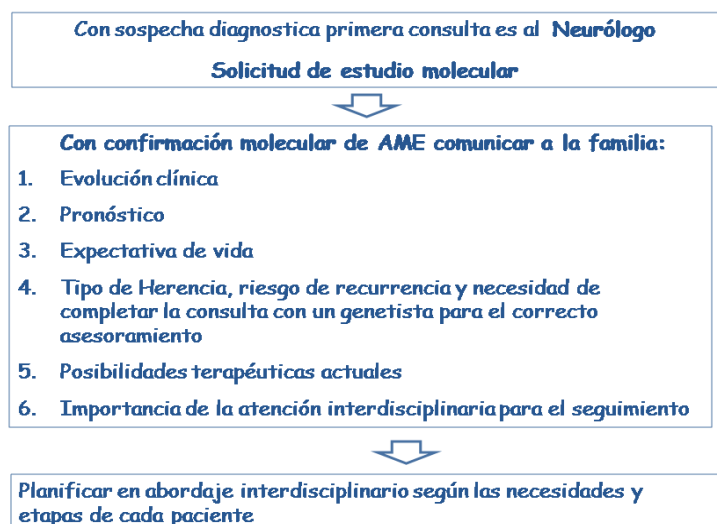 Con sospecha diagnostica primera consulta es al Neurólogo
Solicitud de estudio molecular
Con confirmación molecular de AME comunicar a la familia:
1. Evolución clínica
2. Pronóstico
3. Expectativa de vida
4. Tipo de Herencia, riesgo de recurrencia y necesidad de
completar la consulta con un genetista para el correcto
asesoramiento
5. Posibilidades terapéuticas actuales
6. Importancia de la atención interdisciplinaria para el seguimiento
Planificar en abordaje interdisciplinario según las necesidades y
etapas de cada paciente